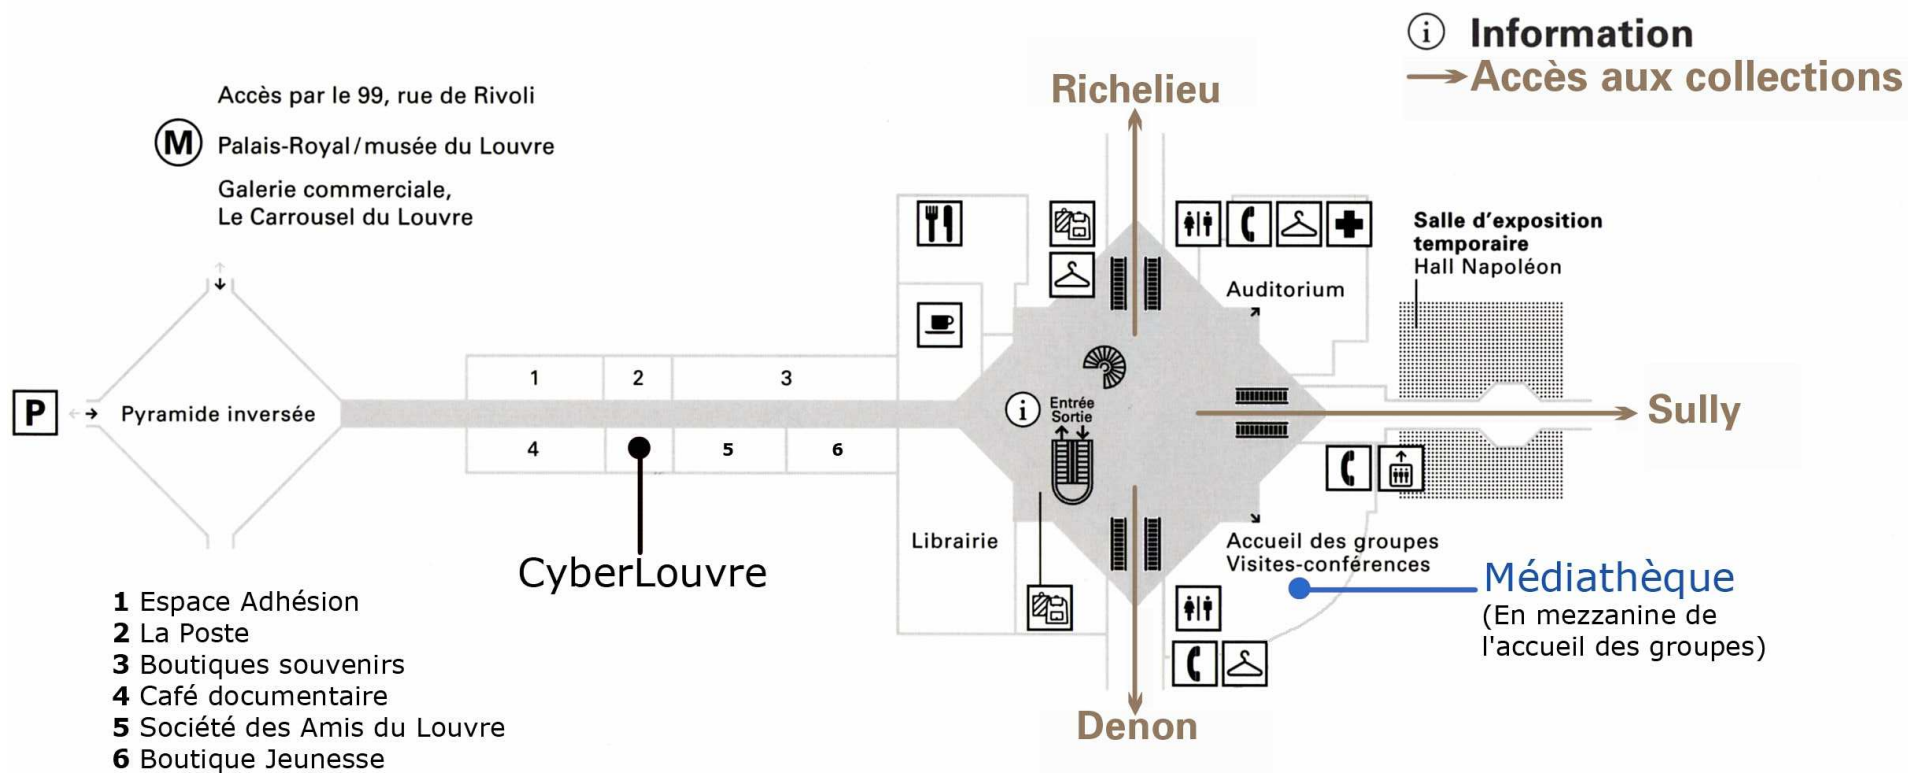 i Information
Accès aux collections
Richelieu
Accès par le 99, rue de Rivoli
M Palais-Royal/musée du Louvre
Galerie commerciale,
Le Carrousel du Louvre
Salle d'exposition
temporaire
Hall Napoléon
Auditorium
1 2 3
P
Pyramide inversée
i
Entrée
Sortie
Sully
4 5 6
Librairie
Accueil des groupes
Visites-conférences
CyberLouvre
Médiathèque
(En mezzanine de
l'accueil des groupes)
1 Espace Adhésion
2 La Poste
3 Boutiques souvenirs
4 Café documentaire
5 Société des Amis du Louvre
6 Boutique Jeunesse
Denon